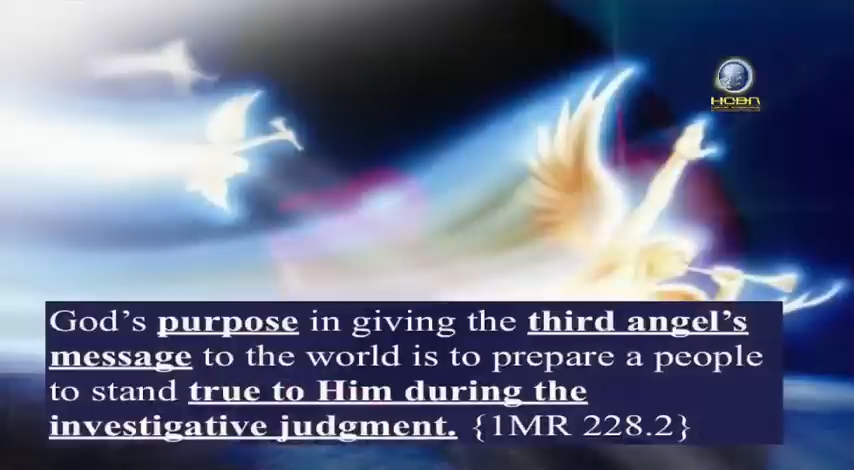 HCBN
God's purpose in giving the third angel's
message to the world is to prepare a people
to stand true to Him during the
investigative judgment. {1MR 228.2}